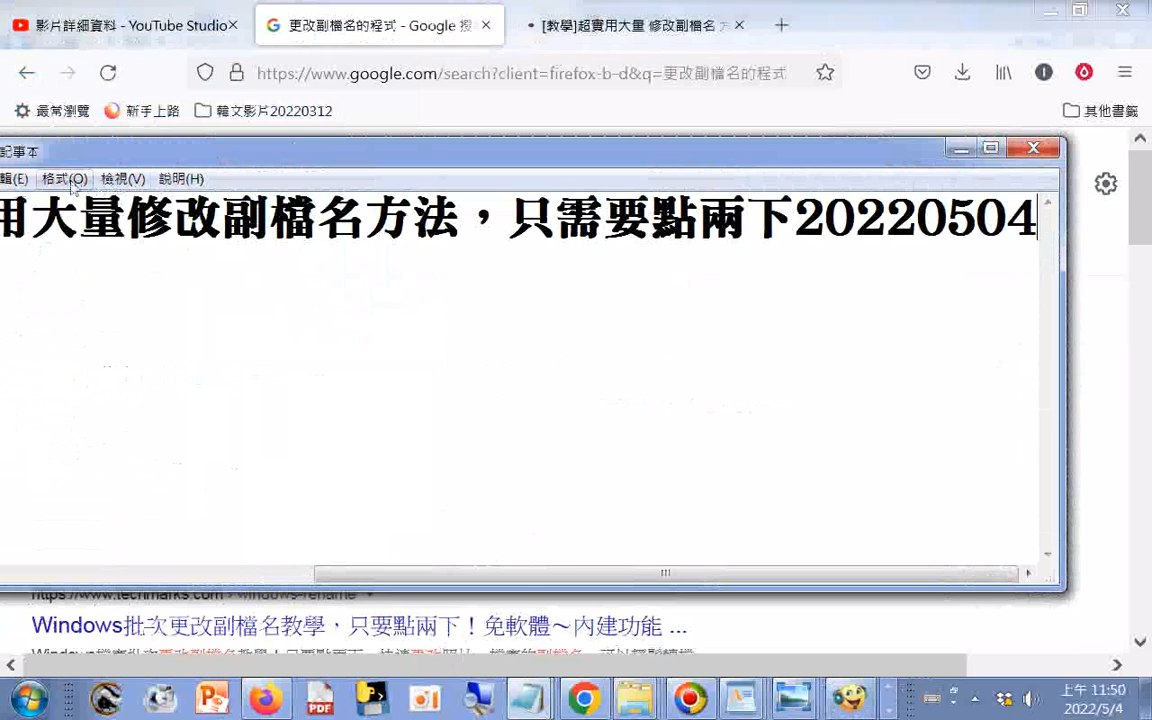 影片詳細資料 - YouTube Studio
更改副檔名的程式 - Google 搜
[教學]超實用大量 修改副檔名 方
https://www.google.com/search?client=firefox-b-d&q=更改副檔名的程式
最常瀏覽
新手上路
韓文影片20220312
其他書籤
記事本
輯(E) 格式(O) 檢視(V) 說明(H)
用大量修改副檔名方法，只需要點兩下20220504
https://www.techmarks.com › windows-rename
Windows批次更改副檔名教學，只要點兩下！免軟體～內建功能 ...
上午 11:50
2022/5/4